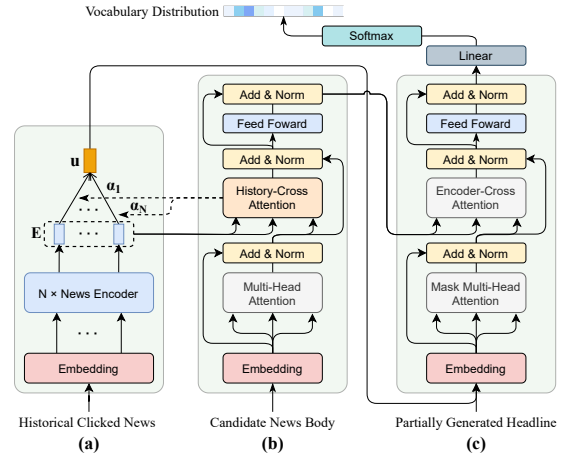 Vocabulary Distribution
Softmax
Linear
u
α1
αN
E
N × News Encoder
Embedding
Historical Clicked News
(a)
Add & Norm
Feed Foward
Add & Norm
History-Cross
Attention
Add & Norm
Multi-Head
Attention
Embedding
Candidate News Body
(b)
Add & Norm
Feed Foward
Add & Norm
Encoder-Cross
Attention
Add & Norm
Mask Multi-Head
Attention
Embedding
Partially Generated Headline
(c)